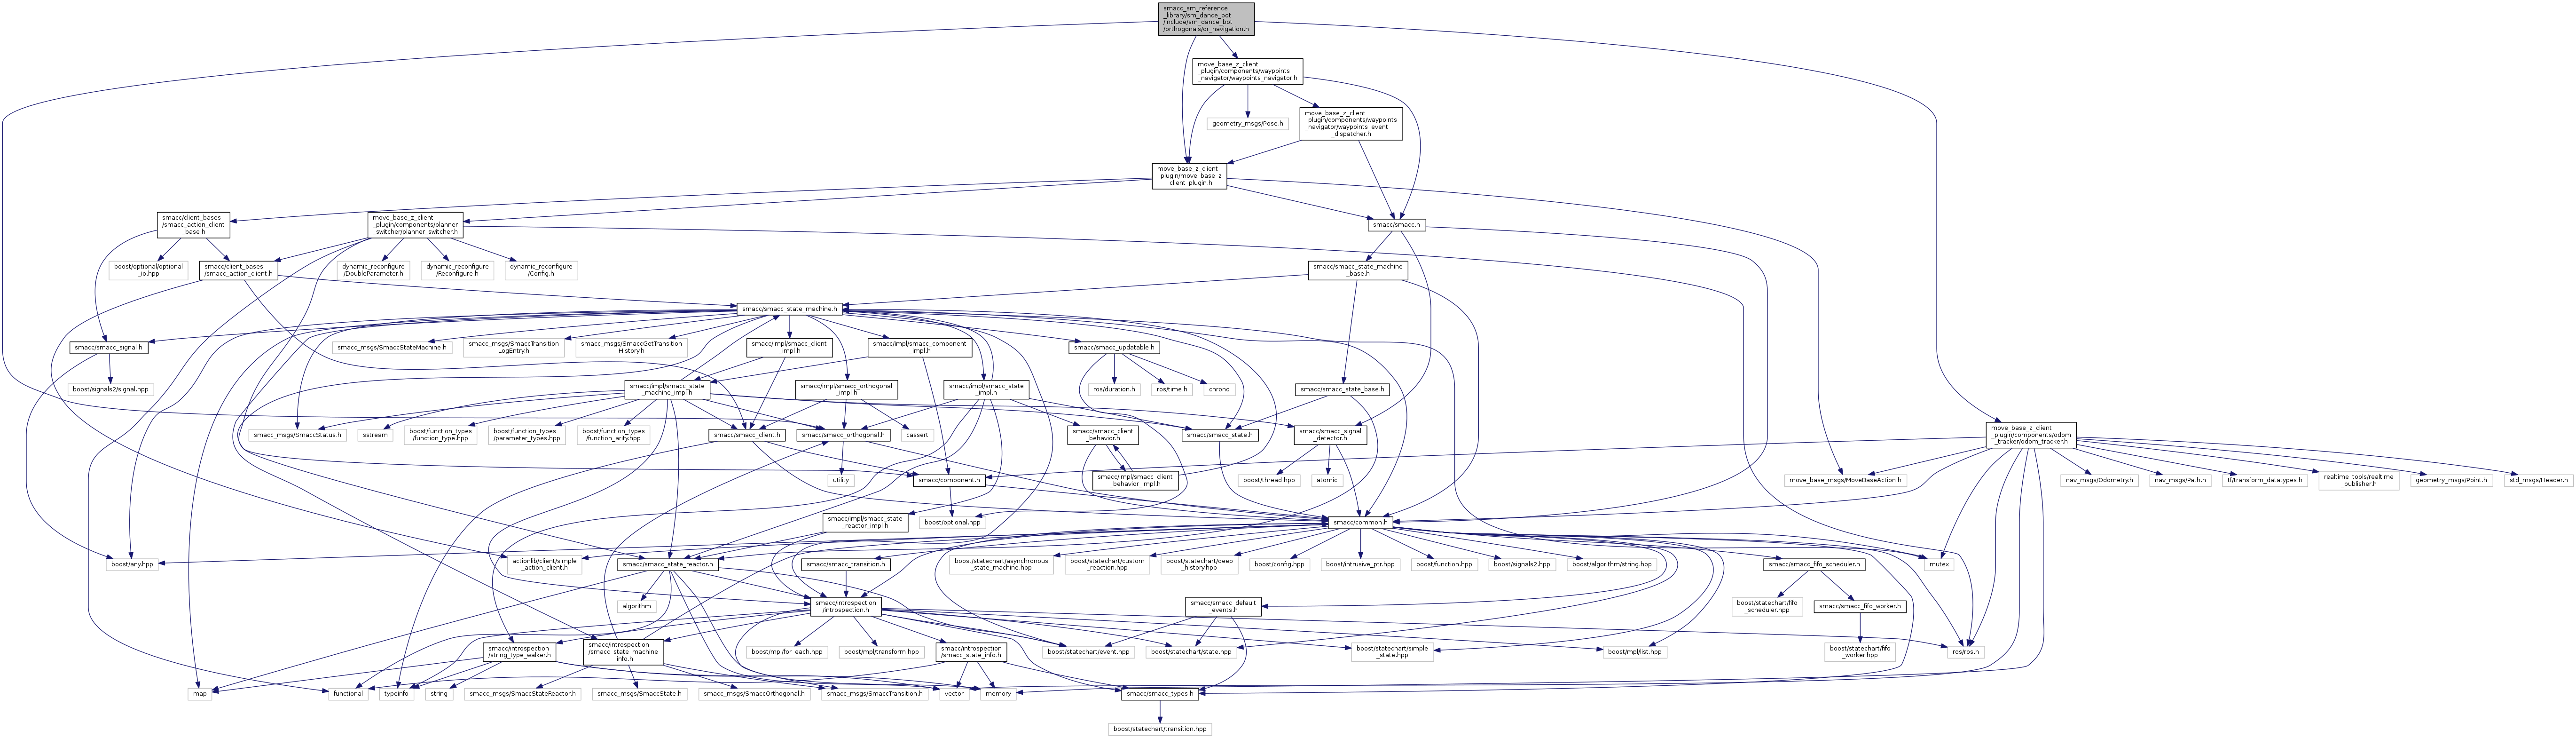 smacc_sm_reference
_library/sm_dance_bot
/include/sm_dance_bot
/orthogonals/or_navigation.h
move_base_z_client
_plugin/components/waypoints
_navigator/waypoints_navigator.h
geometry_msgs/Pose.h
move_base_z_client
_plugin/components/waypoints
_navigator/waypoints_event
_dispatcher.h
move_base_z_client
_plugin/move_base_z
_client_plugin.h
smacc/client_bases
/smacc_action_client
_base.h
move_base_z_client
_plugin/components/planner
_switcher/planner_switcher.h
smacc/smacc.h
boost/optional/optional
_io.hpp
smacc/client_bases
/smacc_action_client.h
dynamic_reconfigure
/DoubleParameter.h
dynamic_reconfigure
/Reconfigure.h
dynamic_reconfigure
/Config.h
smacc/smacc_state_machine
_base.h
smacc/smacc_state_machine.h
smacc/smacc_signal.h
smacc_msgs/SmaccStateMachine.h
smacc_msgs/SmaccTransition
LogEntry.h
smacc_msgs/SmaccGetTransition
History.h
smacc/impl/smacc_client
_impl.h
smacc/impl/smacc_component
_impl.h
smacc/smacc_updatable.h
boost/signals2/signal.hpp
smacc/impl/smacc_state
_machine_impl.h
smacc/impl/smacc_orthogonal
_impl.h
smacc/impl/smacc_state
_impl.h
ros/duration.h
ros/time.h
chrono
smacc/smacc_state_base.h
smacc_msgs/SmaccStatus.h
sstream
boost/function_types
/function_type.hpp
boost/function_types
/parameter_types.hpp
boost/function_types
/function_arity.hpp
smacc/smacc_client.h
smacc/smacc_orthogonal.h
cassert
smacc/smacc_client
_behavior.h
smacc/smacc_state.h
smacc/smacc_signal
_detector.h
move_base_z_client
_plugin/components/odom
_tracker/odom_tracker.h
utility
smacc/component.h
smacc/impl/smacc_client
_behavior_impl.h
boost/thread.hpp
atomic
move_base_msgs/MoveBaseAction.h
nav_msgs/Odometry.h
nav_msgs/Path.h
tf/transform_datatypes.h
realtime_tools/realtime
_publisher.h
geometry_msgs/Point.h
std_msgs/Header.h
smacc/impl/smacc_state
_reactor_impl.h
boost/optional.hpp
smacc/common.h
boost/any.hpp
actionlib/client/simple
_action_client.h
smacc/smacc_state_reactor.h
smacc/smacc_transition.h
boost/statechart/asynchronous
_state_machine.hpp
boost/statechart/custom
_reaction.hpp
boost/statechart/deep
_history.hpp
boost/config.hpp
boost/intrusive_ptr.hpp
boost/function.hpp
boost/signals2.hpp
boost/algorithm/string.hpp
smacc/smacc_fifo_scheduler.h
mutex
algorithm
smacc/introspection
/introspection.h
smacc/smacc_default
_events.h
boost/statechart/fifo
_scheduler.hpp
smacc/smacc_fifo_worker.h
smacc/introspection
/string_type_walker.h
smacc/introspection
/smacc_state_machine
_info.h
boost/mpl/for_each.hpp
boost/mpl/transform.hpp
smacc/introspection
/smacc_state_info.h
boost/statechart/event.hpp
boost/statechart/state.hpp
boost/statechart/simple
_state.hpp
boost/mpl/list.hpp
boost/statechart/fifo
_worker.hpp
ros/ros.h
map
functional
typeinfo
string
smacc_msgs/SmaccStateReactor.h
smacc_msgs/SmaccState.h
smacc_msgs/SmaccOrthogonal.h
smacc_msgs/SmaccTransition.h
vector
memory
smacc/smacc_types.h
boost/statechart/transition.hpp